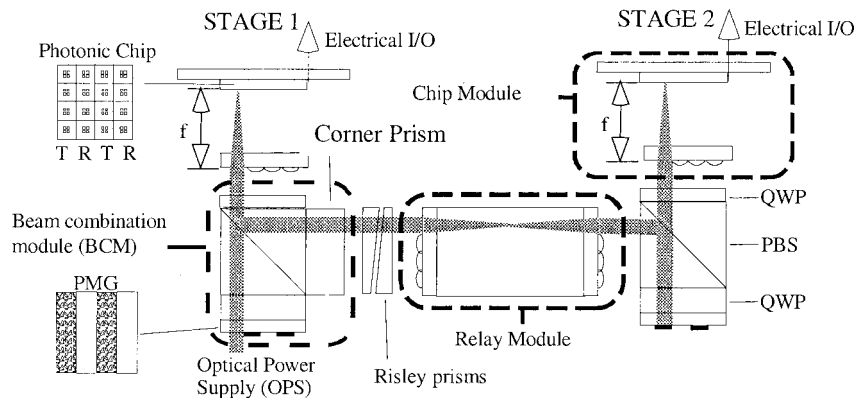 STAGE 1
STAGE 2
Electrical I/O
Electrical I/O
Photonic Chip
Chip Module
f
f
T R T R
Corner Prism
QWP
Beam combination
module (BCM)
PBS
PMG
QWP
Relay Module
Optical Power
Supply (OPS)
Risley prisms